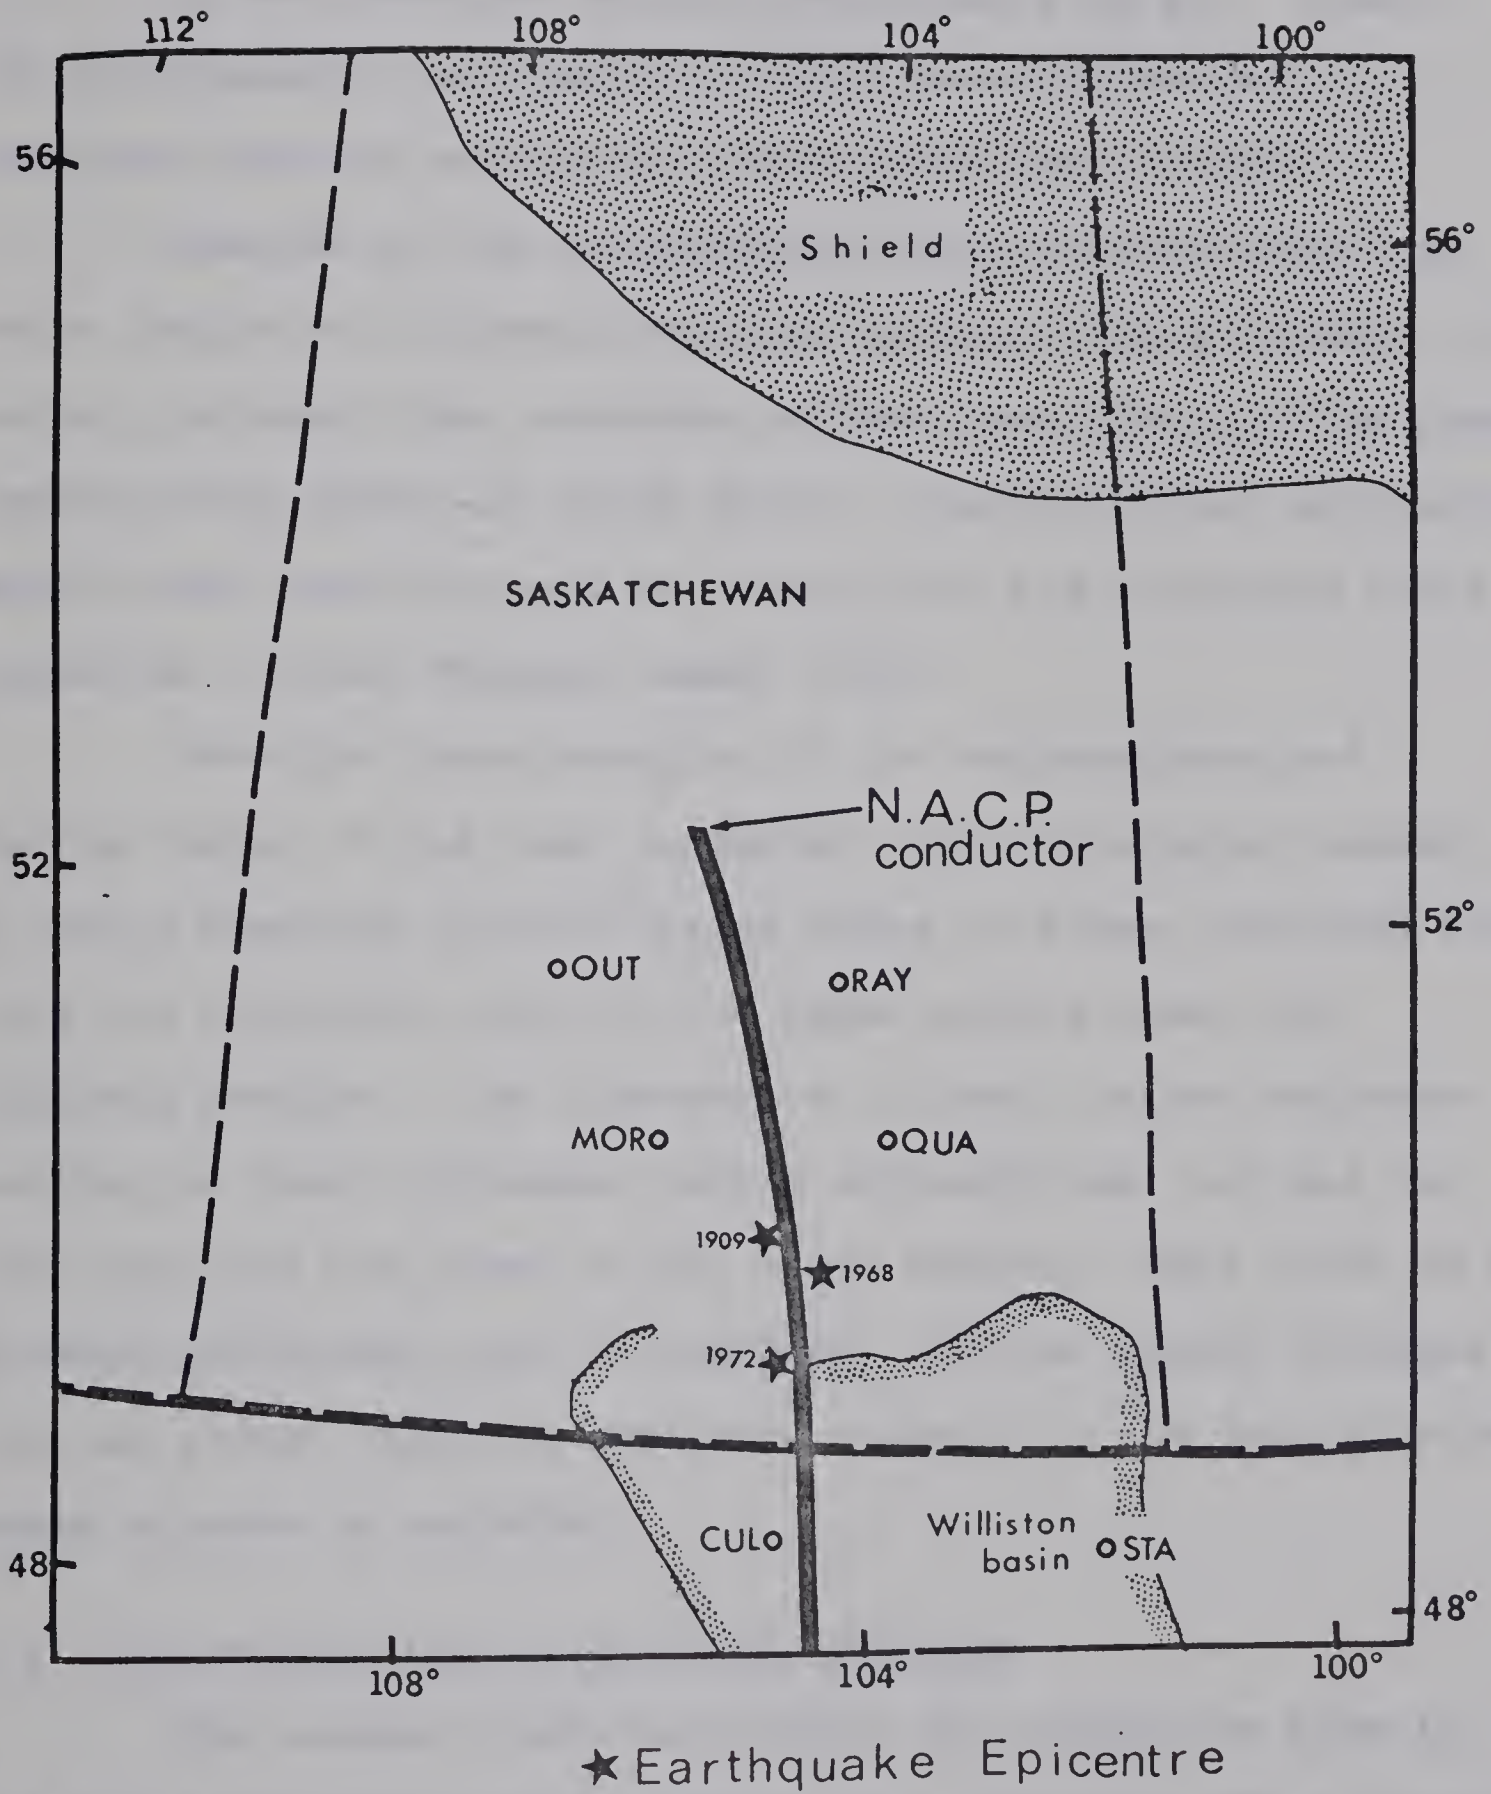 112° 108° 104° 100°
56
Shield
56°
SASKATCHEWAN
N.A.C.P.
conductor
52
52°
OUT
RAY
MOR
QUA
1909
1968
1972
Williston
basin
CUL
STA
48
48°
108° 104° 100°
★ Earthquake Epicentre